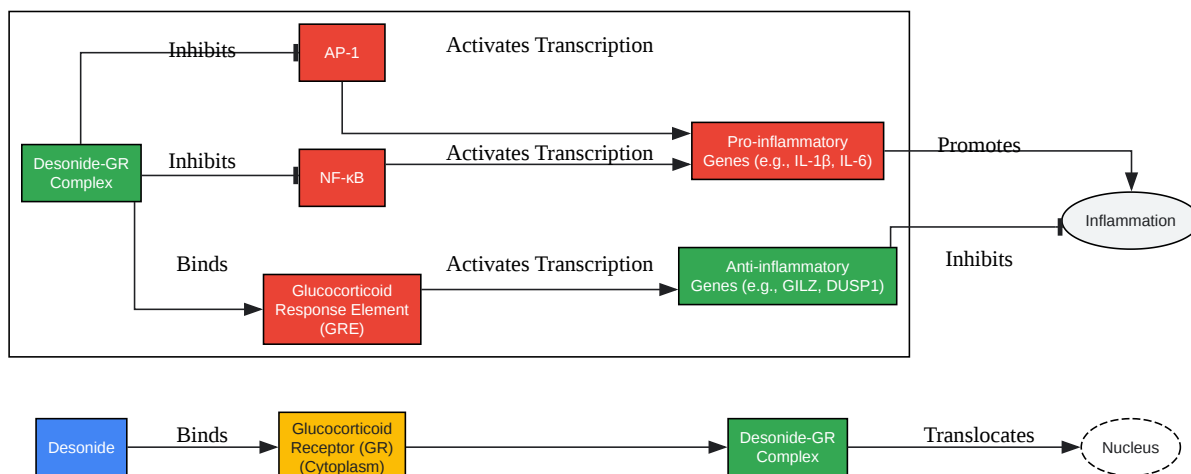 Inhibits
AP-1
Activates Transcription
Desonide-GR
Complex
Inhibits
NF-κB
Activates Transcription
Pro-inflammatory
Genes (e.g., IL-1β, IL-6)
Promotes
Inflammation
Binds
Glucocorticoid
Response Element
(GRE)
Activates Transcription
Anti-inflammatory
Genes (e.g., GILZ, DUSP1)
Inhibits
Desonide
Binds
Glucocorticoid
Receptor (GR)
(Cytoplasm)
Desonide-GR
Complex
Translocates
Nucleus